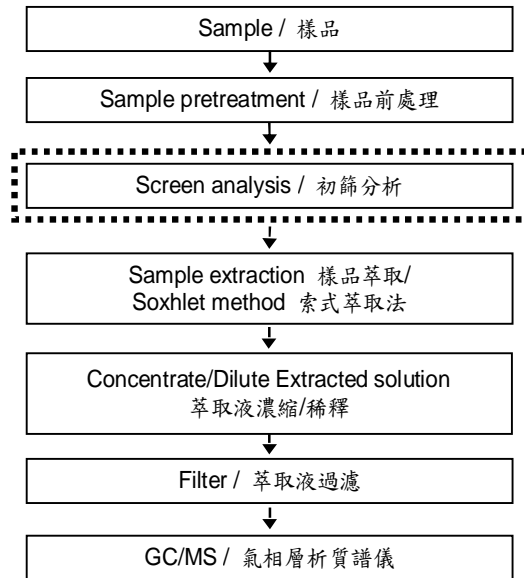 Sample / 樣品
Sample pretreatment / 樣品前處理
Screen analysis / 初篩分析
Sample extraction 樣品萃取/
Soxhlet method 索式萃取法
Concentrate/Dilute Extracted solution
萃取液濃縮/稀釋
Filter / 萃取液過濾
GC/MS / 氣相層析質譜儀